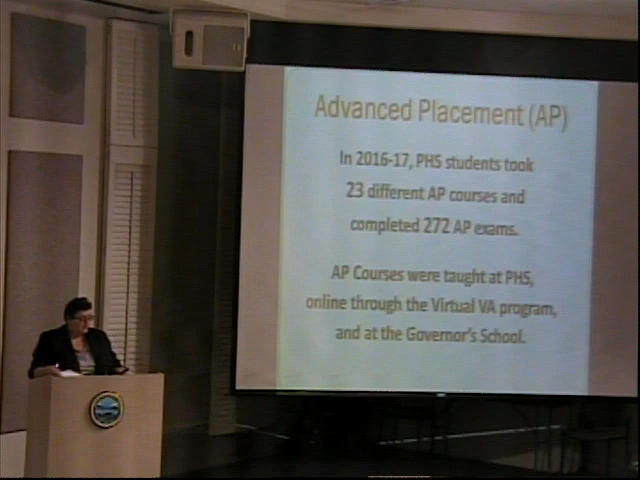 Advanced Placement (AP)
In 2016-17, PHS students took
23 different AP courses and
completed 272 AP exams.
AP Courses were taught at PHS,
online through the Virtual VA program,
and at the Governor's School.